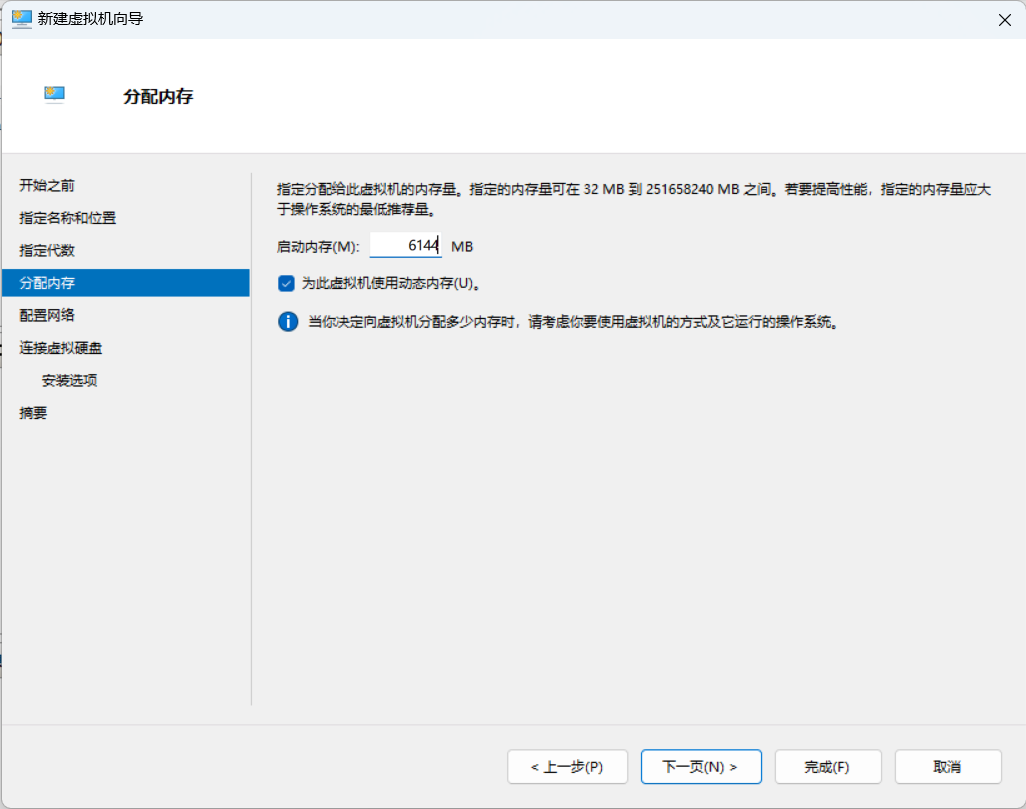 新建虚拟机向导
分配内存
开始之前
指定名称和位置
指定代数
分配内存
配置网络
连接虚拟硬盘
安装选项
摘要
指定分配给此虚拟机的内存量。指定的内存量可在 32 MB 到 251658240 MB 之间。若要提高性能，指定的内存量应大
于操作系统的最低推荐量。
启动内存(M): 6144 MB
为此虚拟机使用动态内存(U)。
当你决定向虚拟机分配多少内存时，请考虑你要使用虚拟机的方式及它运行的操作系统。
< 上一步(P) 下一页(N) > 完成(F) 取消